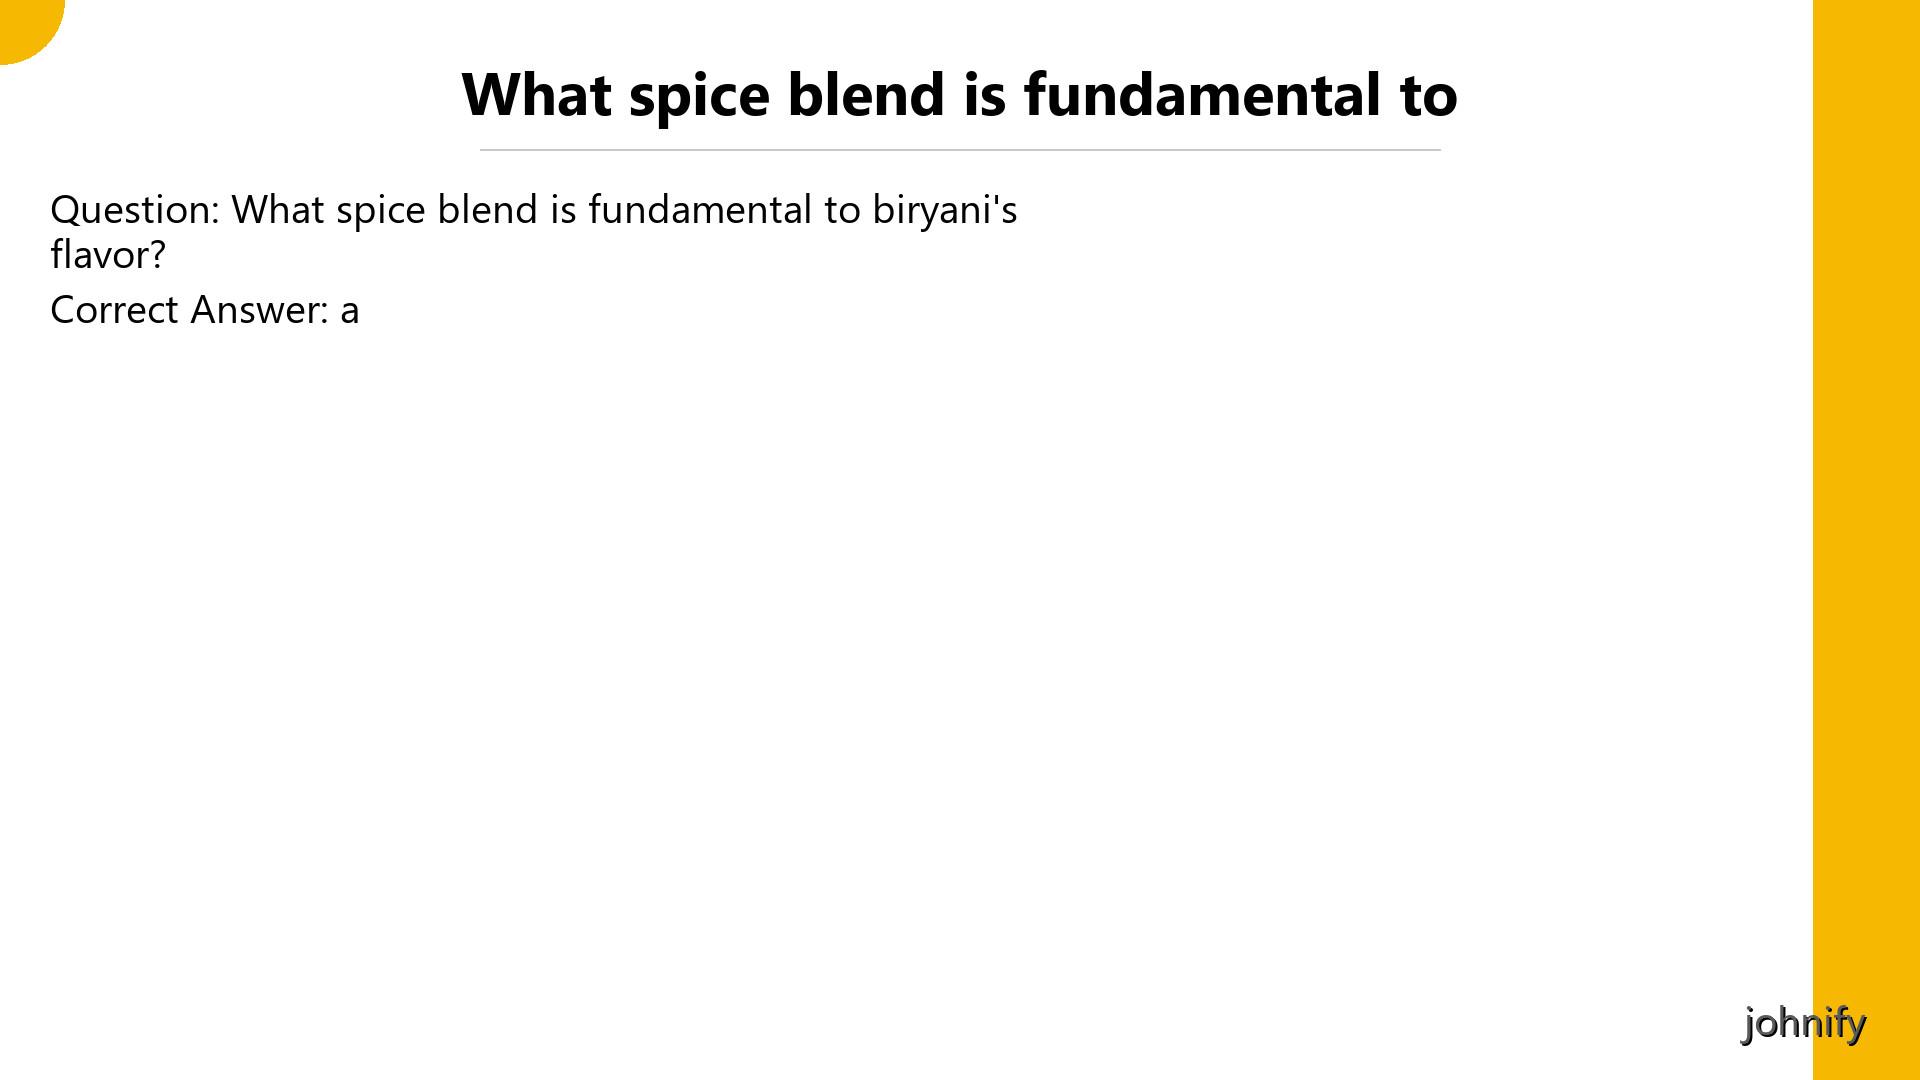 What spice blend is fundamental to
Question: What spice blend is fundamental to biryani's
flavor?
Correct Answer: a
johnify